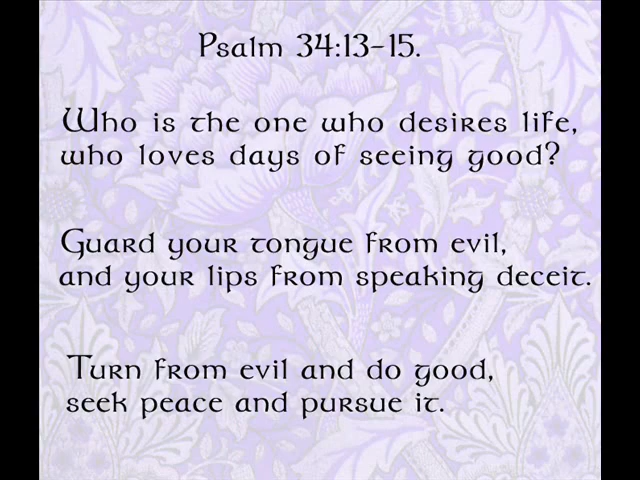 Psalm 34:13-15.
Who is the one who desires life,
who loves days of seeing good?
Guard your tongue from evil,
and your lips from speaking deceit.
Turn from evil and do good,
seek peace and pursue it.